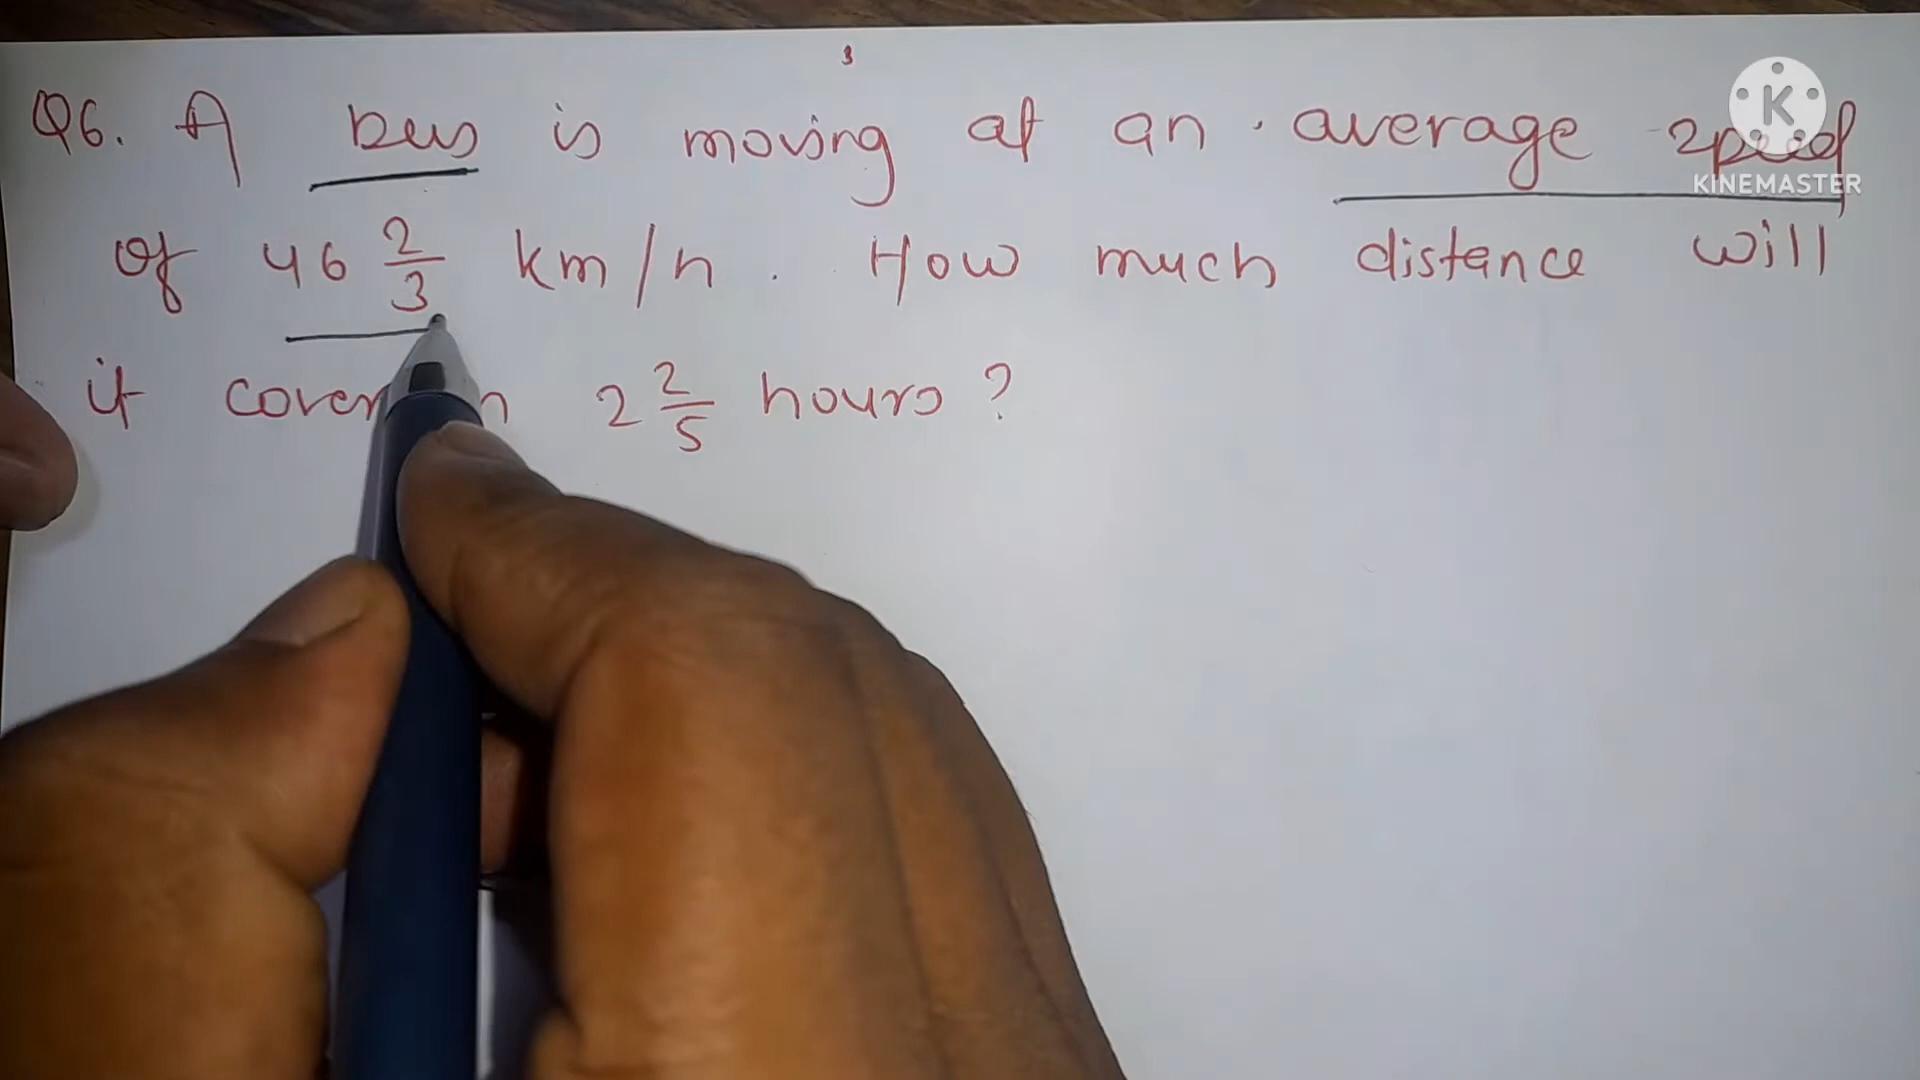 Q6. A bus is moving at an average speed
of 46 2/3 km/h. How much distance will
it cover 2 2/5 hours?
KINEMASTER